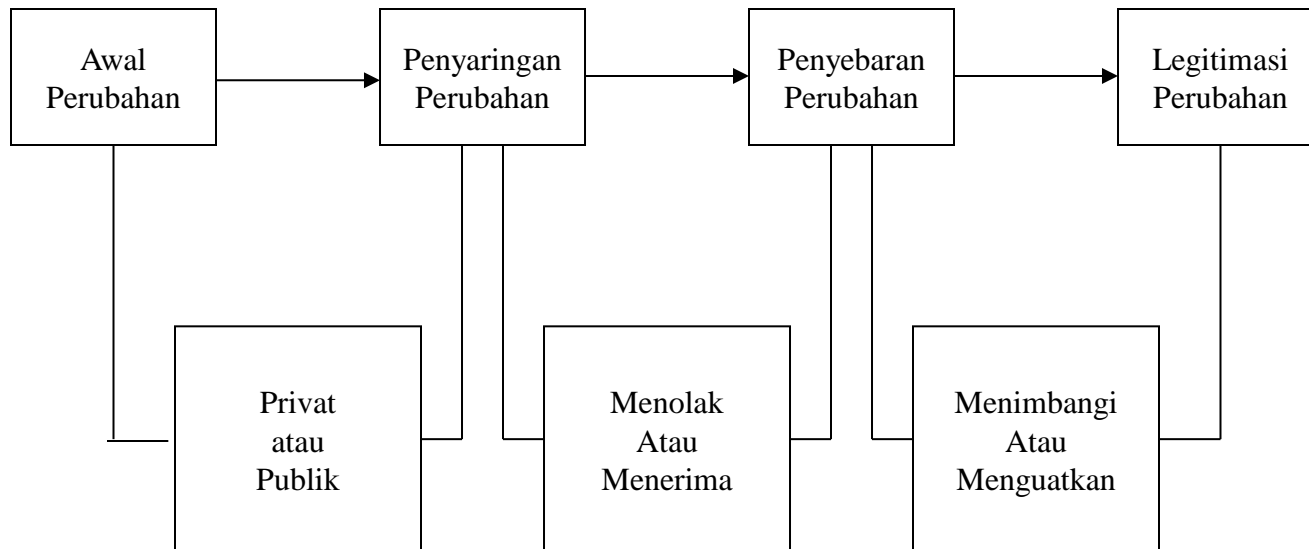 Awal
Perubahan
Penyaringan
Perubahan
Penyebaran
Perubahan
Legitimasi
Perubahan
Privat
atau
Publik
Menolak
Atau
Menerima
Menimbangi
Atau
Menguatkan